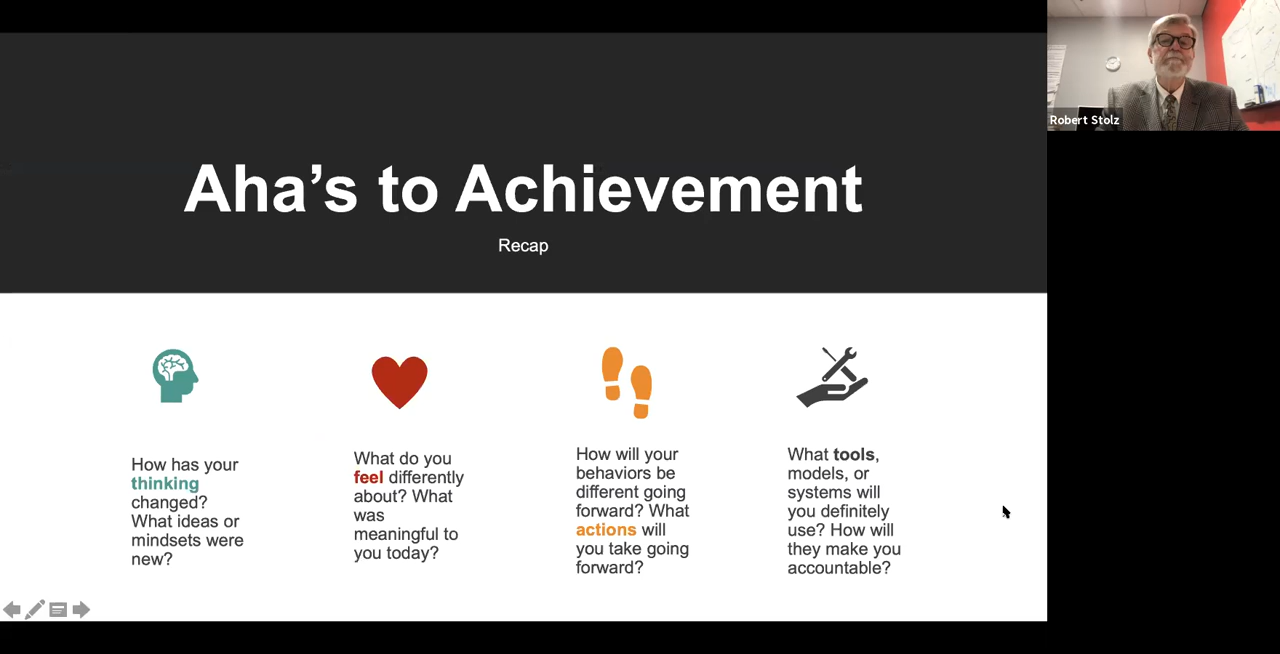 Aha’s to Achievement
Recap
Robert Stolz
How has your
thinking
changed?
What ideas or
mindsets were
new?
What do you
feel differently
about? What
was
meaningful to
you today?
How will your
behaviors be
different going
forward? What
actions will
you take going
forward?
What tools,
models, or
systems will
you definitely
use? How will
they make you
accountable?